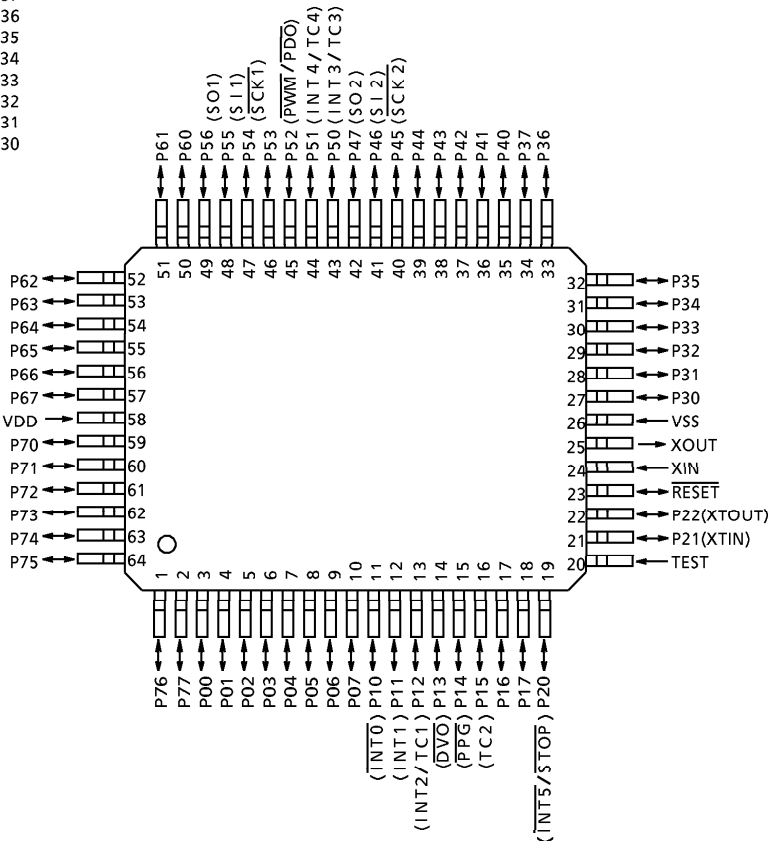 36
35
34
33
32
31
30
P61
P60
P56 (SO1)
P55 (SI1)
P54 (SCK1)
P53
P52 (PWM/PDO)
P51 (INT4/TC4)
P50 (INT3/TC3)
P47 (SO2)
P46 (SI2)
P45 (SCK2)
P44
P43
P42
P41
P40
P37
P36
51 50 49 48 47 46 45 44 43 42 41 40 39 38 37 36 35 34 33
P62 52
P63 53
P64 54
P65 55
P66 56
P67 57
VDD 58
P70 59
P71 60
P72 61
P73 62
P74 63
P75 64
32 P35
31 P34
30 P33
29 P32
28 P31
27 P30
26 VSS
25 XOUT
24 XIN
23 RESET
22 P22(XTOUT)
21 P21(XTIN)
20 TEST
1 2 3 4 5 6 7 8 9 10 11 12 13 14 15 16 17 18 19
P76
P77
P00
P01
P02
P03
P04
P05
P06
P07
P10 (INT0)
P11 (INT1)
P12 (INT2/TC1)
P13 (DVO)
P14 (PPG)
P15 (TC2)
P16
P17
P20 (INT5/STOP)